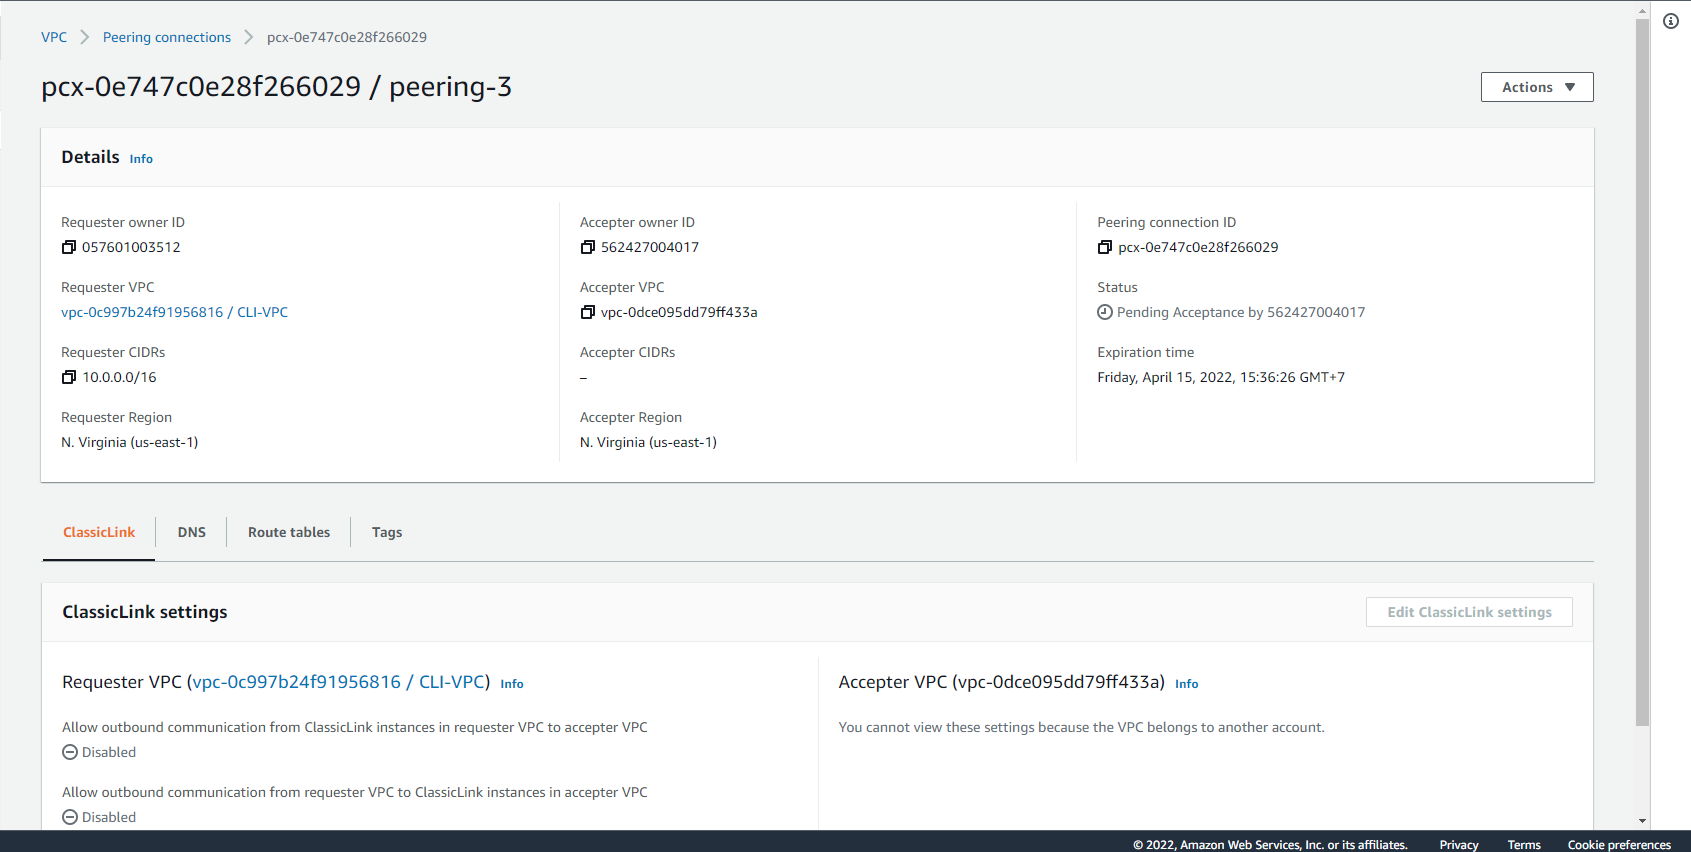 VPC > Peering connections > pcx-0e747c0e28f266029
pcx-0e747c0e28f266029 / peering-3
Actions
Details Info
Requester owner ID
057601003512
Requester VPC
vpc-0c997b24f91956816 / CLI-VPC
Requester CIDRs
10.0.0.0/16
Requester Region
N. Virginia (us-east-1)
Accepter owner ID
562427004017
Accepter VPC
vpc-0dce095dd79ff433a
Accepter CIDRs
–
Accepter Region
N. Virginia (us-east-1)
Peering connection ID
pcx-0e747c0e28f266029
Status
Pending Acceptance by 562427004017
Expiration time
Friday, April 15, 2022, 15:36:26 GMT+7
ClassicLink DNS Route tables Tags
ClassicLink settings
Edit ClassicLink settings
Requester VPC (vpc-0c997b24f91956816 / CLI-VPC) Info
Allow outbound communication from ClassicLink instances in requester VPC to accepter VPC
Disabled
Allow outbound communication from requester VPC to ClassicLink instances in accepter VPC
Disabled
Accepter VPC (vpc-0dce095dd79ff433a) Info
You cannot view these settings because the VPC belongs to another account.
© 2022, Amazon Web Services, Inc. or its affiliates. Privacy Terms Cookie preferences